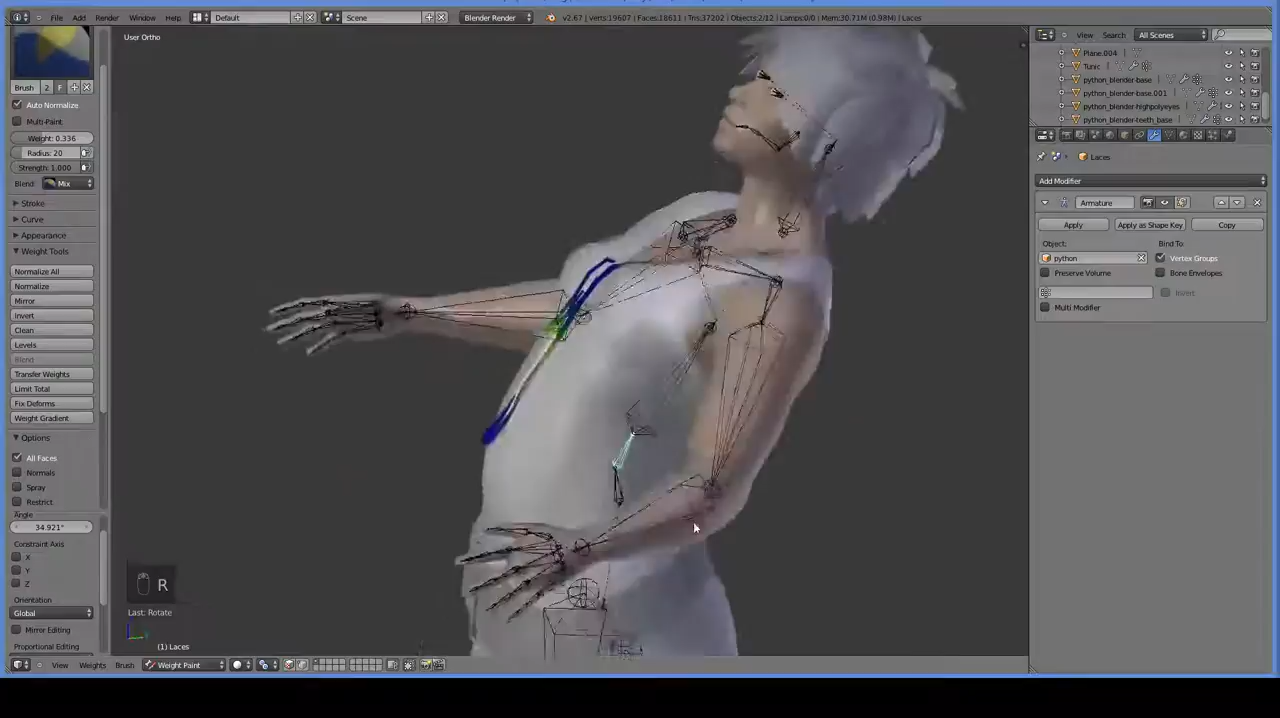 File Add Render Window Help Default Scene Blender Render v2.67 | Verts:19607 | Faces:18611 | Tris:37202 | Objects:2/12 | Lamps:0/0 | Mem:30.71M (0.98M) | Laces
User Ortho
View Search All Scenes
Plane.004
Tunic
python_blender-base
python_blender-base.001
python_blender-highpolyeyes
python_blender-teeth_base
Brush 2 F
Auto Normalize
Multi-Paint
Weight: 0.336
Radius: 20
Strength: 1.000
Blend: Mix
Stroke
Curve
Appearance
Weight Tools
Normalize All
Normalize
Mirror
Invert
Clean
Levels
Blend
Transfer Weights
Limit Total
Fix Deforms
Weight Gradient
Options
All Faces
Normals
Spray
Restrict
Angle
34.921°
Constraint Axis
X
Y
Z
Orientation
Global
Mirror Editing
Proportional Editing
Laces
Add Modifier
Armature
Apply Apply as Shape Key Copy
Object: Bind To:
python Vertex Groups
Preserve Volume Bone Envelopes
Invert
Multi Modifier
R
Last: Rotate
(1) Laces
View Weights Brush Weight Paint